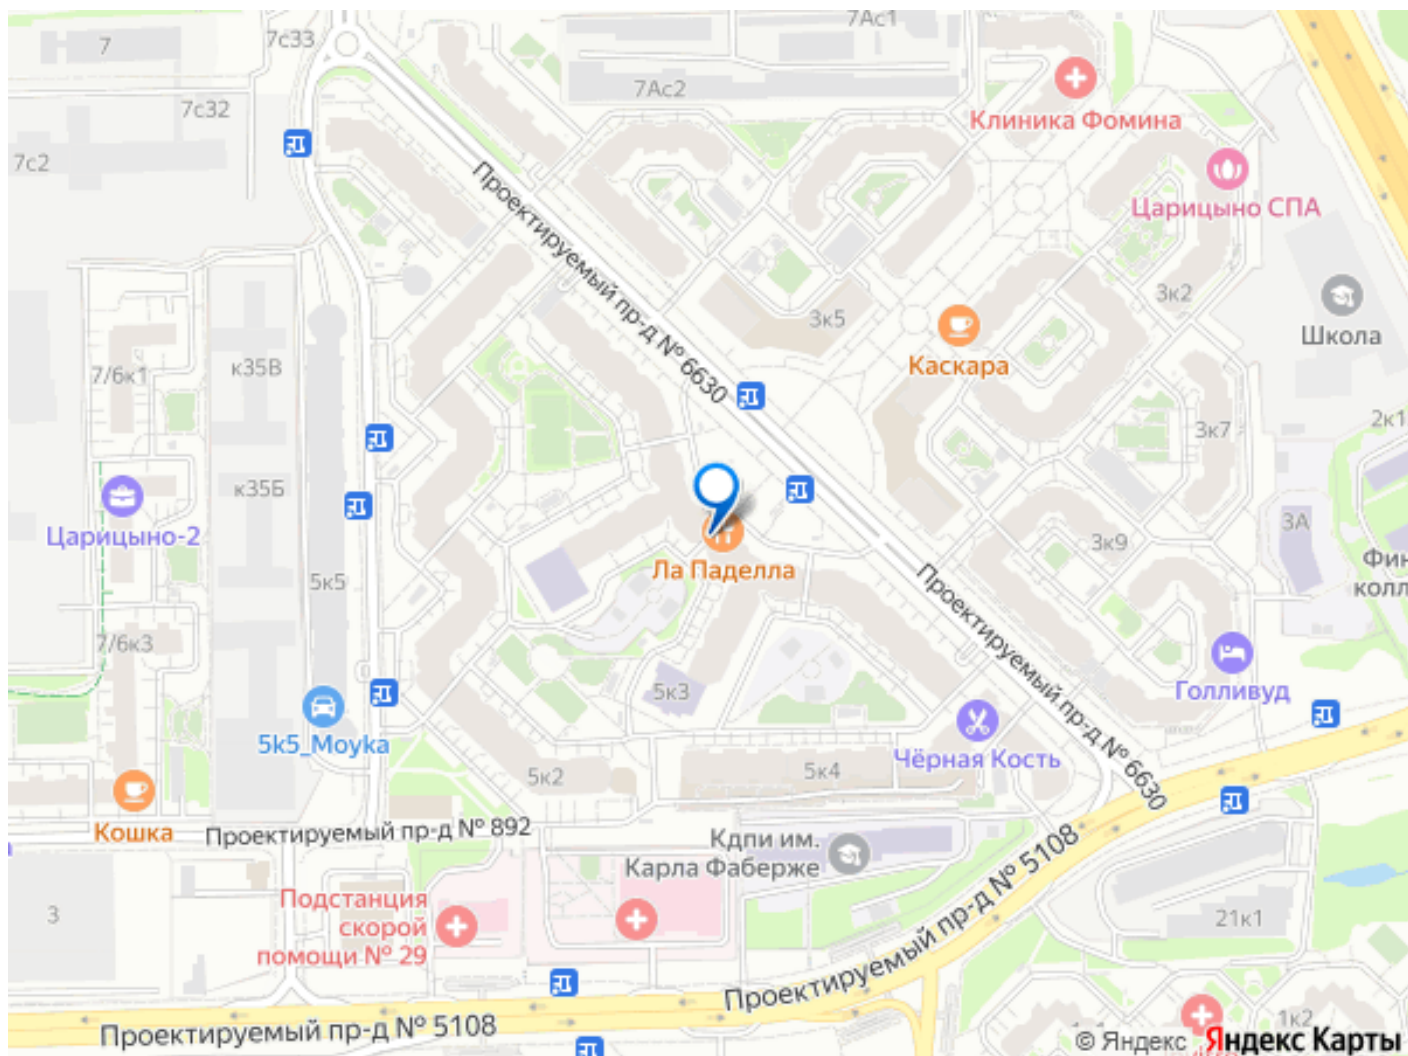 7Ас1
7с33
7
7Ас2
7с32
Клиника Фомина
7с2
Проектируемый пр-д № 6630
Царицыно СПА
3к2
3к5
Школа
Каскара
к35В
7/6к1
2к1
3к7
к35Б
Царицыно-2
3А
3к9
Ла Паделла
Фин
колл
5к5
Проектируемый пр-д № 6630
7/6к3
5к3
Голливуд
5k5_Moyka
Чёрная Кость
5к2
5к4
Кошка
Проектируемый пр-д № 892
Кдпи им.
Карла Фаберже
Проектируемый пр-д № 5108
Подстанция
скорой
помощи № 29
3
21к1
Проектируемый пр-д № 5108
1к2
© Яндекс Яндекс Карты